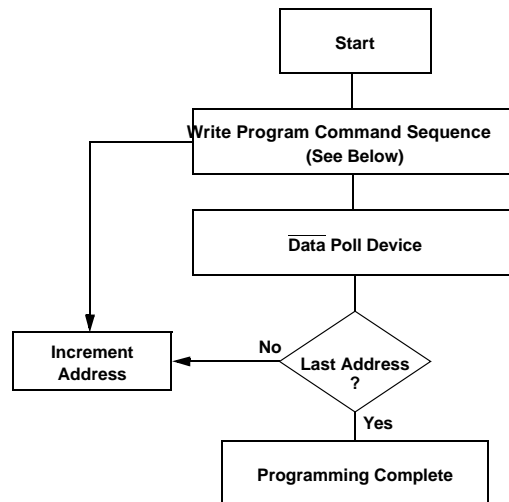 Start
Write Program Command Sequence
(See Below)
Data Poll Device
No
Last Address
?
Increment
Address
Yes
Programming Complete